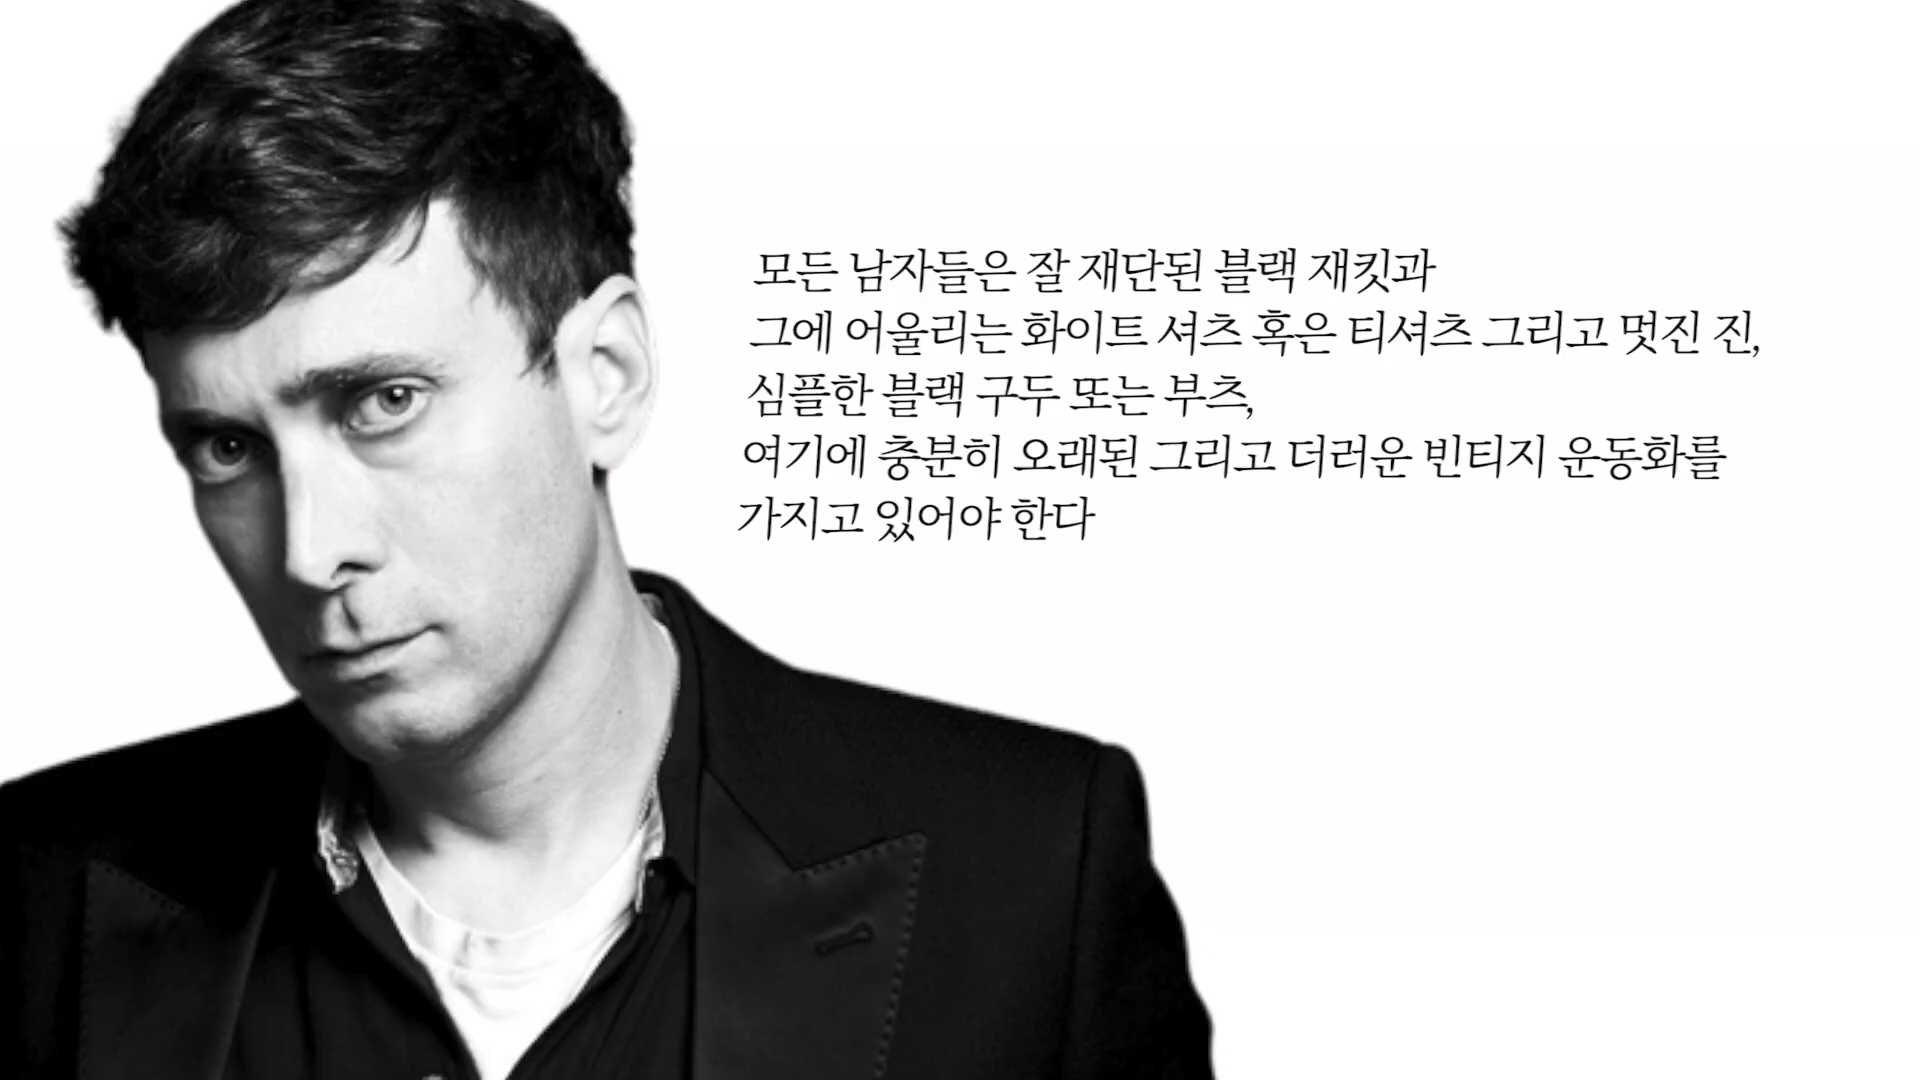 모든 남자들은 잘 재단된 블랙 재킷과
그에 어울리는 화이트 셔츠 혹은 티셔츠 그리고 멋진 진,
심플한 블랙 구두 또는 부츠,
여기에 충분히 오래된 그리고 더러운 빈티지 운동화를
가지고 있어야 한다